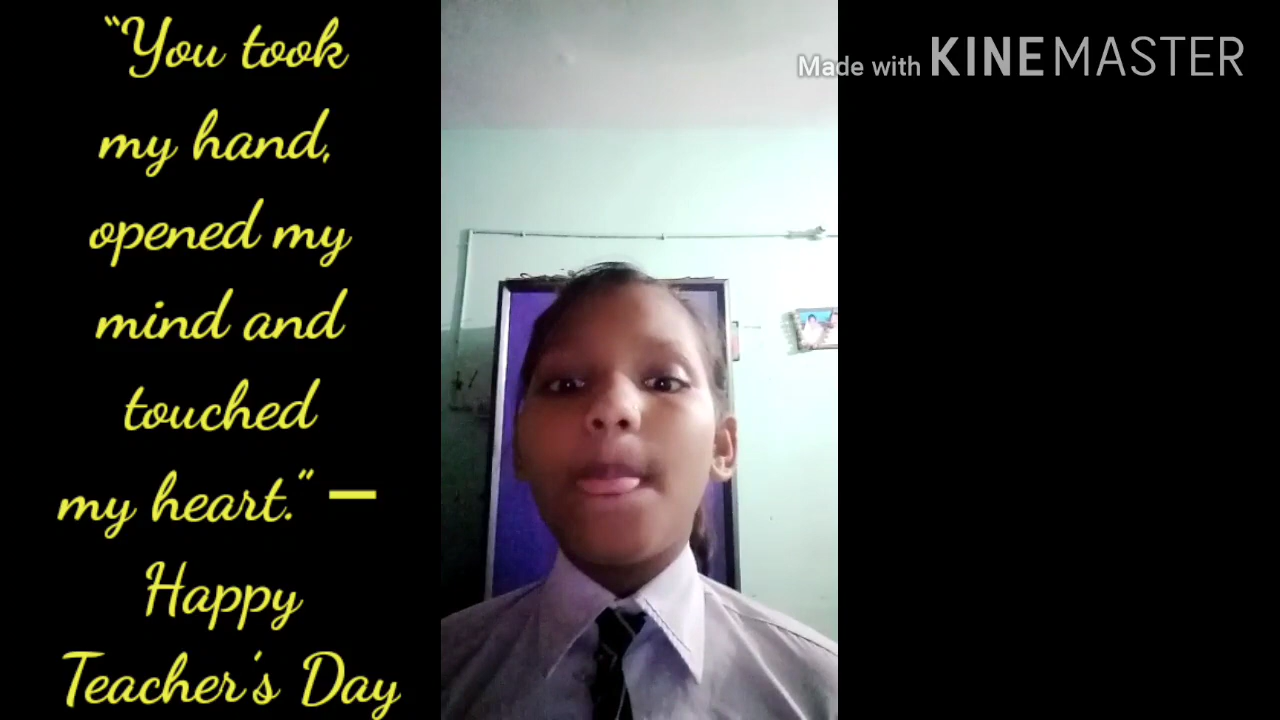 “You took
my hand,
opened my
mind and
touched
my heart.” –
Happy
Teacher's Day
Made with KINEMASTER